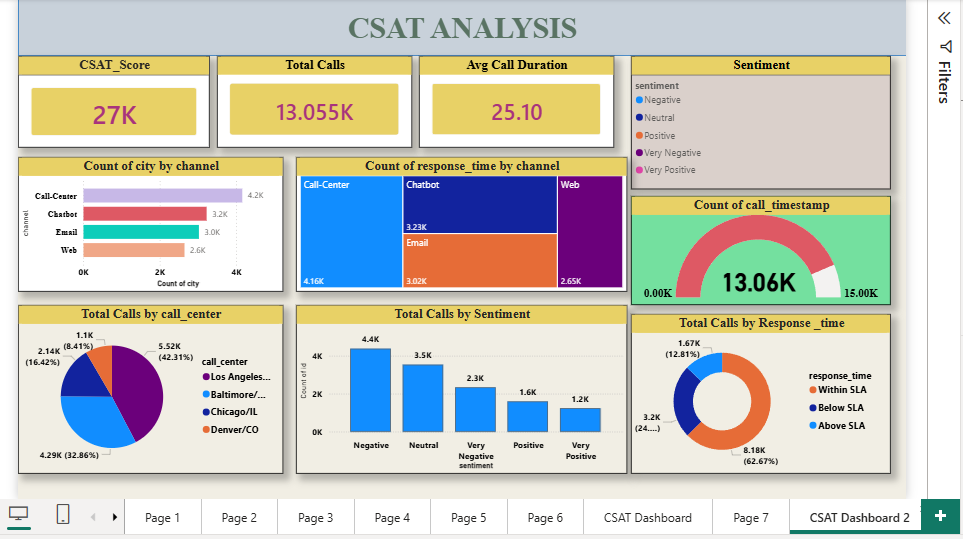 CSAT ANALYSIS
CSAT_Score
27K
Total Calls
13.055K
Avg Call Duration
25.10
Sentiment
sentiment
Negative
Neutral
Positive
Very Negative
Very Positive
Filters
Count of city by channel
channel
Call-Center
4.2K
Chatbot
3.2K
Email
3.0K
Web
2.6K
0K 2K 4K
Count of city
Count of response_time by channel
Call-Center
4.16K
Chatbot
3.23K
Email
3.02K
Web
2.65K
Count of call_timestamp
13.06K
0.00K
15.00K
Total Calls by call_center
1.1K
(8.41%)
2.14K
(16.42%)
5.52K
(42.31%)
4.29K (32.86%)
call_center
Los Angeles...
Baltimore/...
Chicago/IL
Denver/CO
Total Calls by Sentiment
Count of id
4K
2K
0K
4.4K
3.5K
2.3K
1.6K
1.2K
Negative
Neutral
Very
Negative
Positive
Very
Positive
sentiment
Total Calls by Response _time
1.67K
(12.81%)
3.2K
(24....)
8.18K
(62.67%)
response_time
Within SLA
Below SLA
Above SLA
Page 1
Page 2
Page 3
Page 4
Page 5
Page 6
CSAT Dashboard
Page 7
CSAT Dashboard 2
+